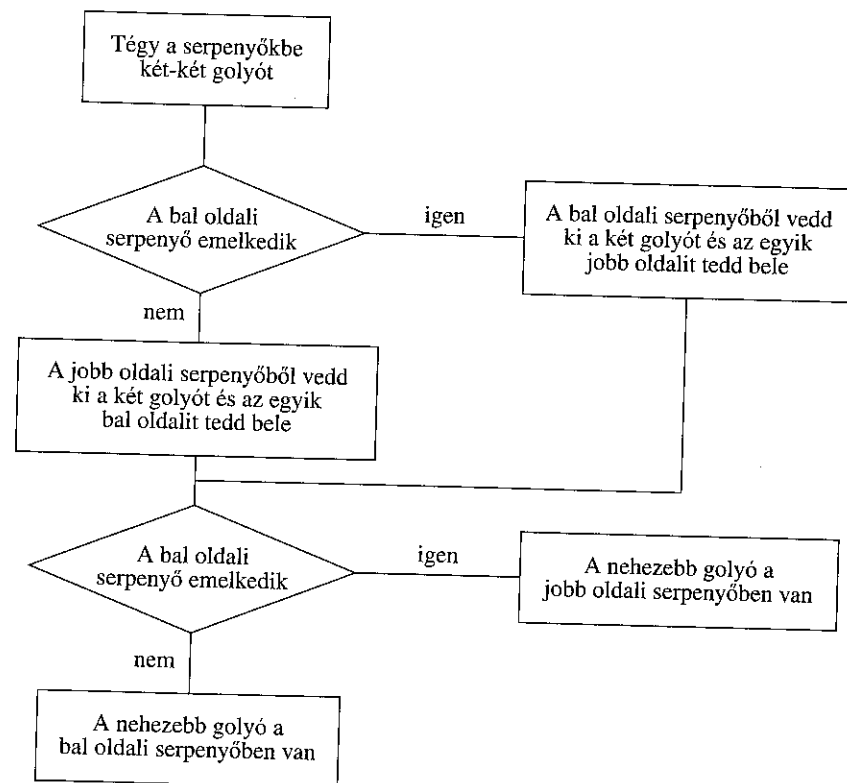 Tégy a serpenyőkbe
két-két golyót
A bal oldali
serpenyő emelkedik
igen
A bal oldali serpenyőből vedd
ki a két golyót és az egyik
jobb oldalit tedd bele
nem
A jobb oldali serpenyőből vedd
ki a két golyót és az egyik
bal oldalit tedd bele
A bal oldali
serpenyő emelkedik
igen
A nehezebb golyó a
jobb oldali serpenyőben van
nem
A nehezebb golyó a
bal oldali serpenyőben van